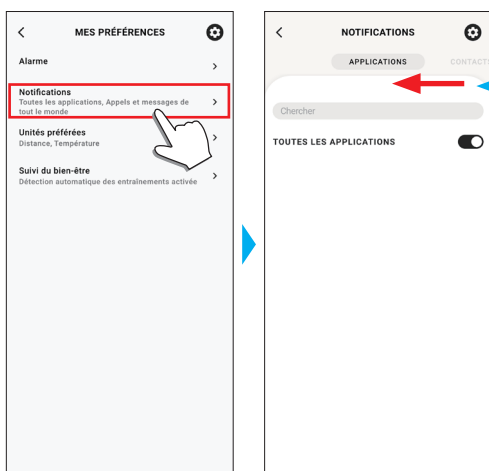 MES PRÉFÉRENCES
Alarme
Notifications
Toutes les applications, Appels et messages de
tout le monde
Unités préférées
Distance, Température
Suivi du bien-être
Détection automatique des entraînements activée
NOTIFICATIONS
APPLICATIONS
CONTACTS
Chercher
TOUTES LES APPLICATIONS